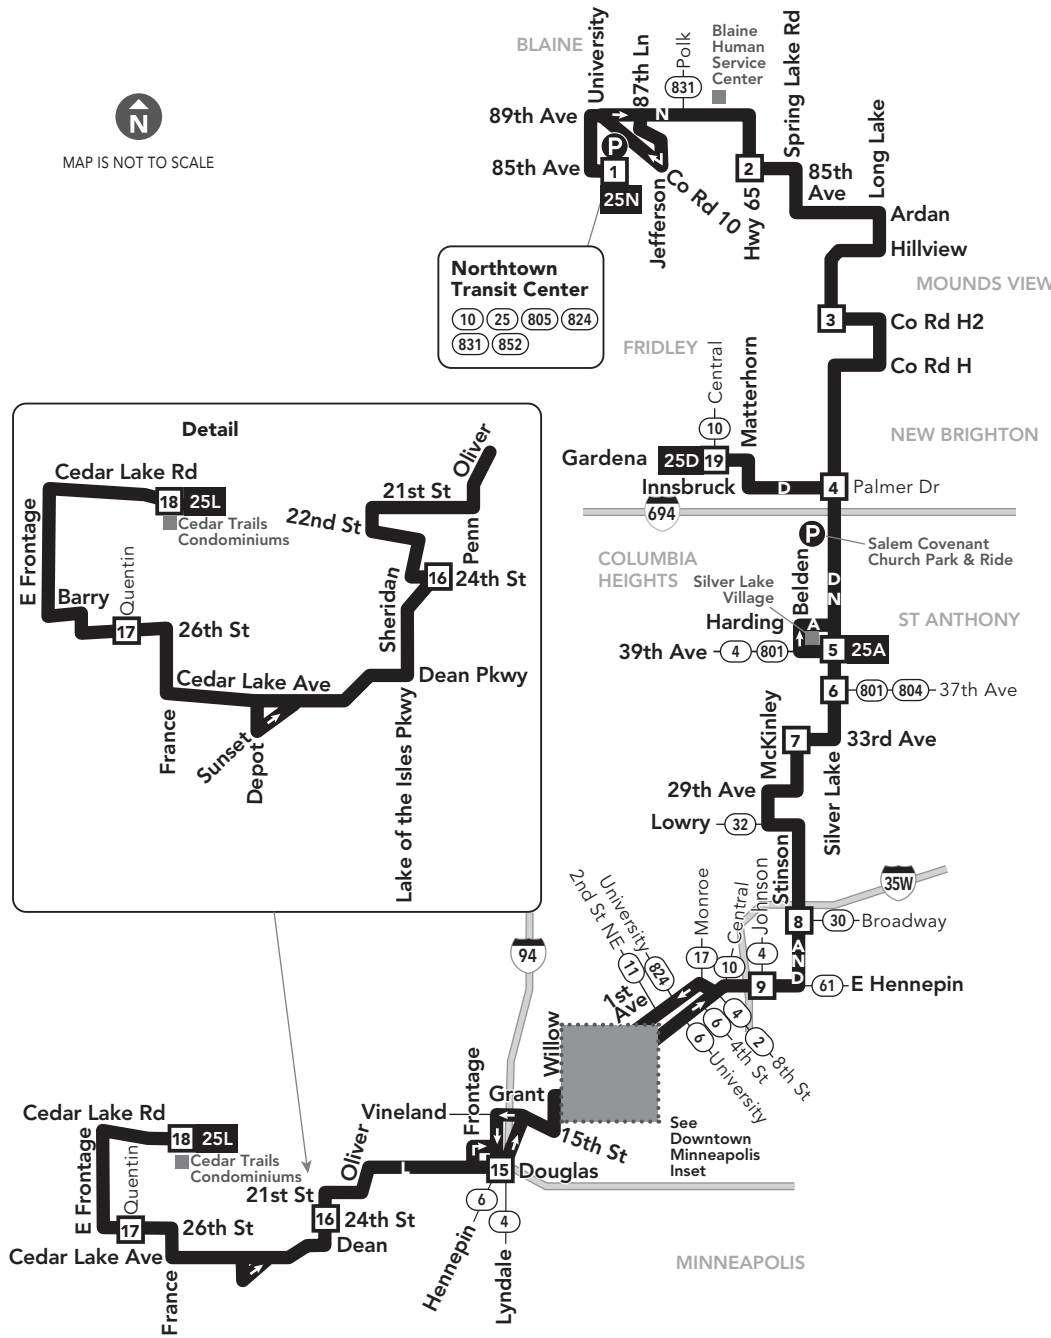 BLAINE
University
87th Ln
Polk
831
Blaine
Human
Service
Center
Spring Lake Rd
Long Lake
N
MAP IS NOT TO SCALE
89th Ave
N
P
85th Ave
1
25N
Jefferson
Co Rd 10
2
Hwy 65
85th
Ave
Ardan
Hillview
MOUNDS VIEW
Northtown
Transit Center
10 25 805 824
831 852
3
Co Rd H2
Co Rd H
FRIDLEY
Central
10
Matterhorn
NEW BRIGHTON
Gardena
25D 19
Innsbruck
D
4
Palmer Dr
694
P
Salem Covenant
Church Park & Ride
COLUMBIA
HEIGHTS
Silver Lake
Village
Belden
D
N
Harding
A
ST ANTHONY
39th Ave
4 801
5 25A
6
801 804
37th Ave
McKinley
7
33rd Ave
29th Ave
Silver Lake
Lowry
32
Stinson
35W
8
30
Broadway
A
N
D
Johnson
4
Central
10
Monroe
17
University
824
2nd St NE
11
9
61
E Hennepin
1st
Ave
4
2
8th St
6
4th St
6
University
94
Willow
Grant
15th St
See
Downtown
Minneapolis
Inset
Frontage
Vineland
15
Douglas
L
6
Hennepin
4
Lyndale
MINNEAPOLIS
Detail
Cedar Lake Rd
18 25L
Cedar Trails
Condominiums
E Frontage
Barry
Quentin
17
26th St
Cedar Lake Ave
France
Sunset
Depot
Oliver
21st St
22nd St
Penn
16
24th St
Sheridan
Dean Pkwy
Lake of the Isles Pkwy
Cedar Lake Rd
18 25L
Cedar Trails
Condominiums
E Frontage
Quentin
17
26th St
Cedar Lake Ave
France
Oliver
21st St
16
24th St
Dean